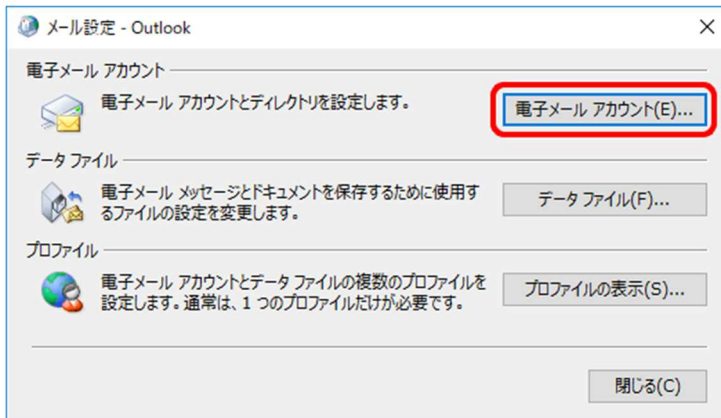 メール設定 - Outlook
電子メール アカウント
電子メール アカウントとディレクトリを設定します。
電子メール アカウント(E)...
データ ファイル
電子メール メッセージとドキュメントを保存するために使用す
るファイルの設定を変更します。
データ ファイル(F)...
プロファイル
電子メール アカウントとデータ ファイルの複数のプロファイルを
設定します。通常は、1 つのプロファイルだけが必要です。
プロファイルの表示(S)...
閉じる(C)